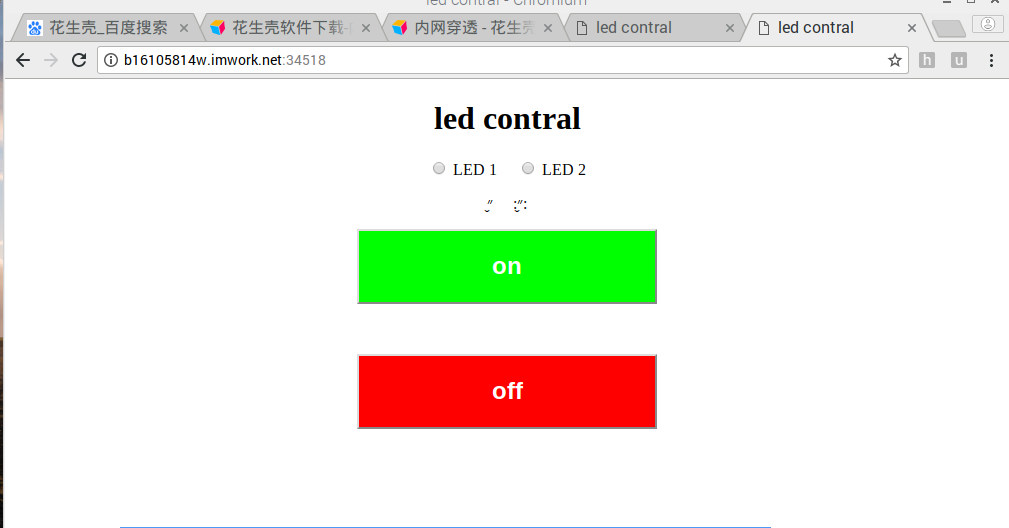 led contral - Chromium
花生壳_百度搜索
花生壳软件下载-
内网穿透 - 花生壳
led contral
led contral
b16105814w.imwork.net:34518
h
u
led contral
LED 1
LED 2
on
off